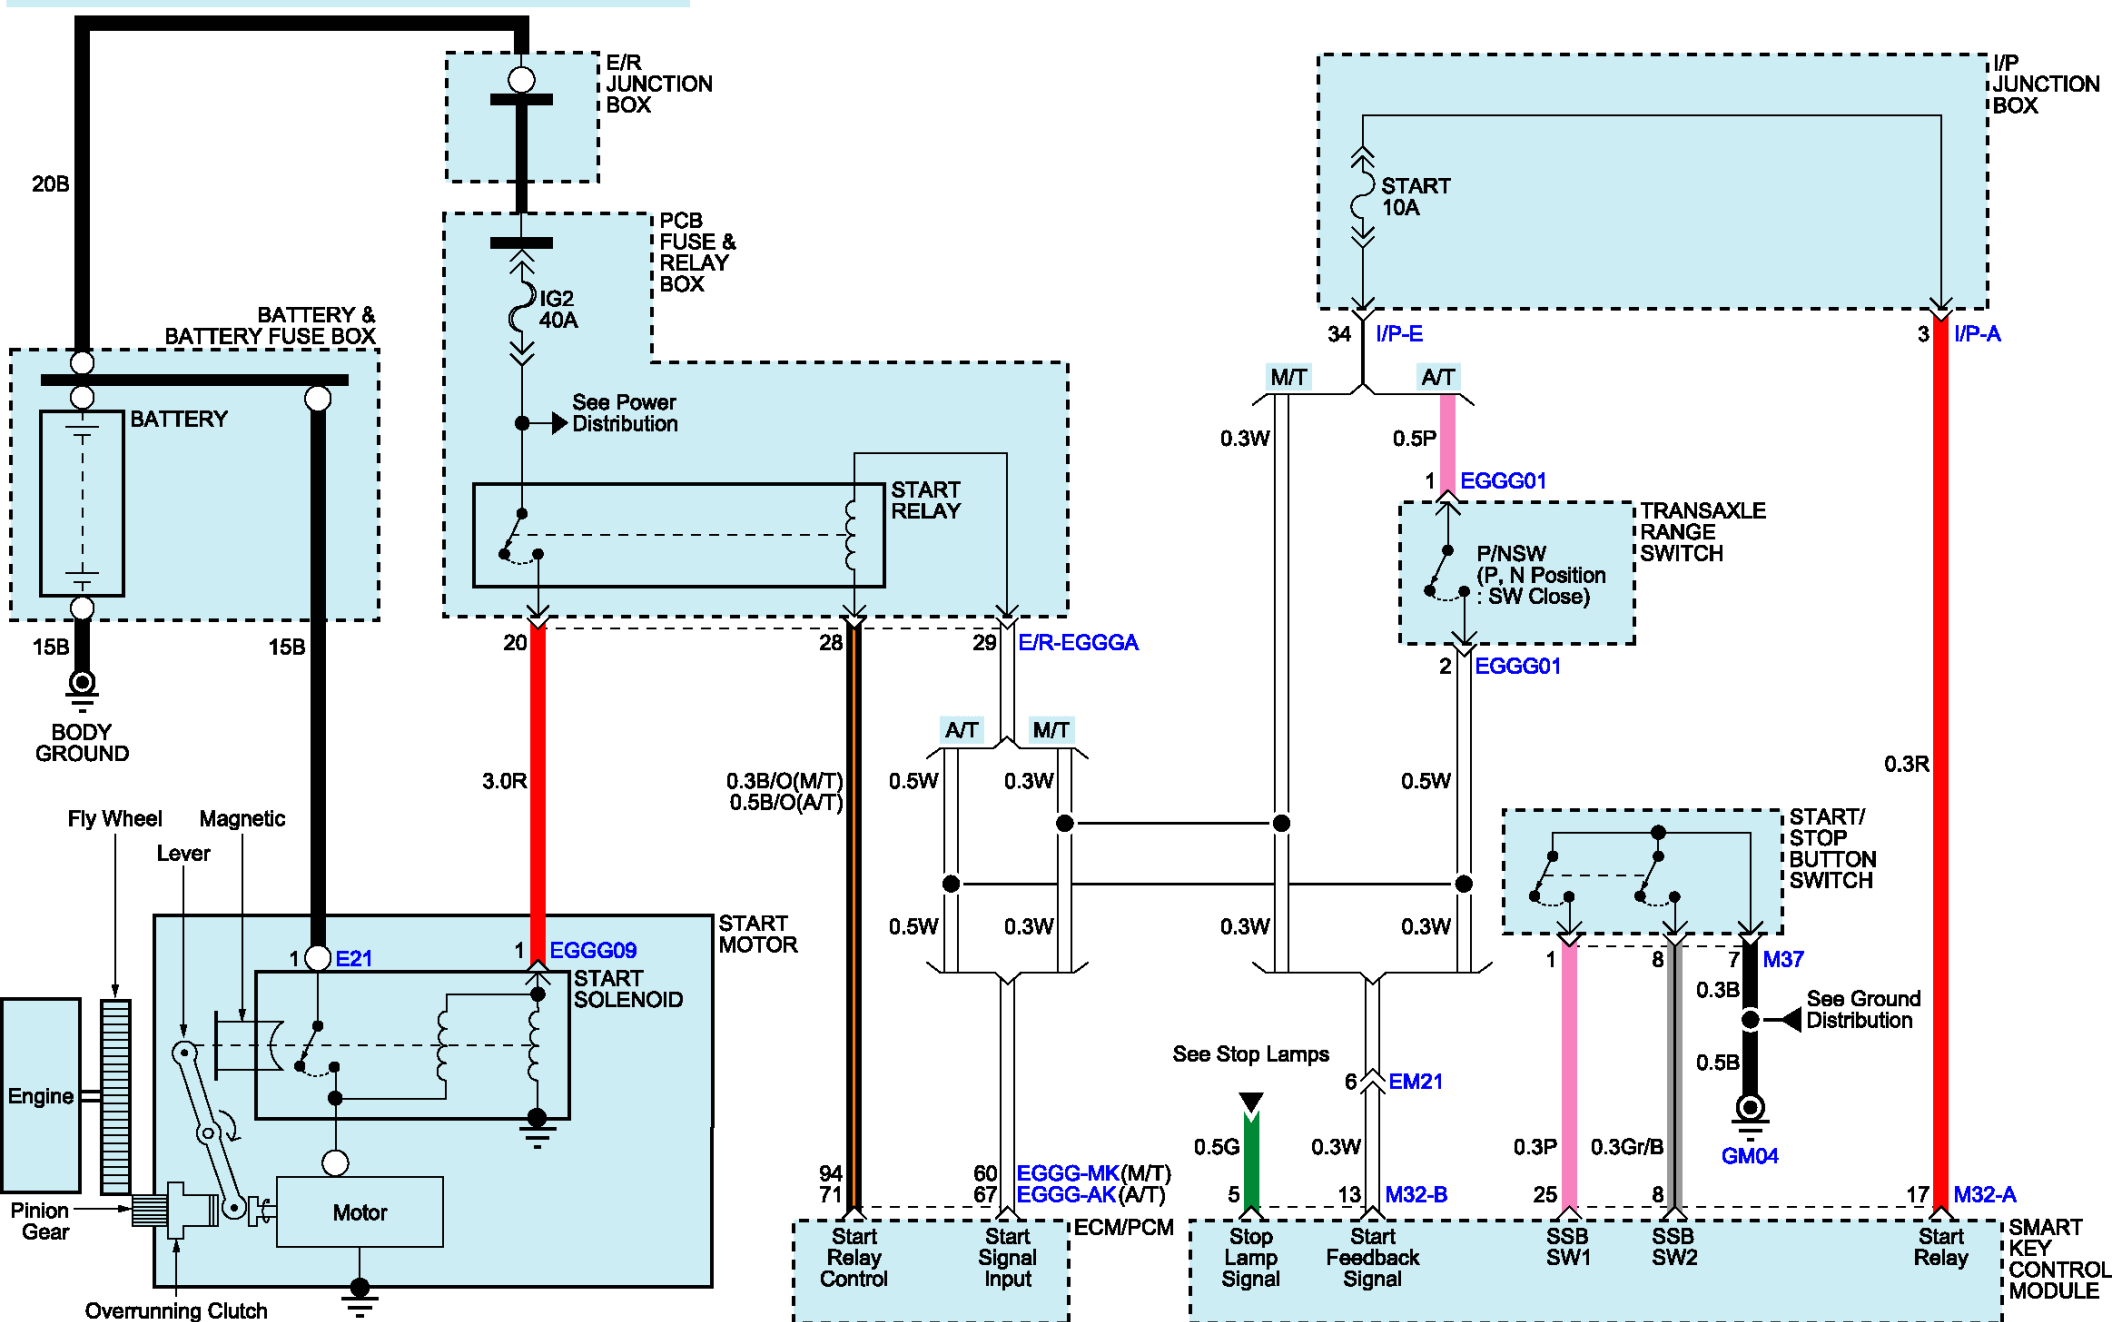 E/R
JUNCTION
BOX
I/P
JUNCTION
BOX
20B
START
10A
PCB
FUSE &
RELAY
BOX
IG2
40A
BATTERY &
BATTERY FUSE BOX
34
I/P-E
3
I/P-A
M/T
A/T
BATTERY
See Power
Distribution
0.3W
0.5P
1
EGGG01
START
RELAY
TRANSAXLE
RANGE
SWITCH
P/NSW
(P, N Position
: SW Close)
15B
15B
20
28
29
E/R-EGGGA
2
EGGG01
BODY
GROUND
A/T
M/T
3.0R
0.3B/O(M/T)
0.5B/O(A/T)
0.5W
0.3W
0.5W
0.3R
Fly Wheel
Magnetic
Lever
START/
STOP
BUTTON
SWITCH
START
MOTOR
0.5W
0.3W
0.3W
0.3W
1
E21
1
EGGG09
START
SOLENOID
1
8
7
M37
0.3B
See Ground
Distribution
0.5B
See Stop Lamps
6
EM21
Engine
0.5G
0.3W
0.3P
0.3Gr/B
GM04
94
71
60
67
EGGG-MK(M/T)
EGGG-AK(A/T)
5
13
M32-B
25
8
17
M32-A
Pinion
Gear
Motor
ECM/PCM
Start
Relay
Control
Start
Signal
Input
Stop
Lamp
Signal
Start
Feedback
Signal
SSB
SW1
SSB
SW2
Start
Relay
SMART
KEY
CONTROL
MODULE
Overrunning Clutch